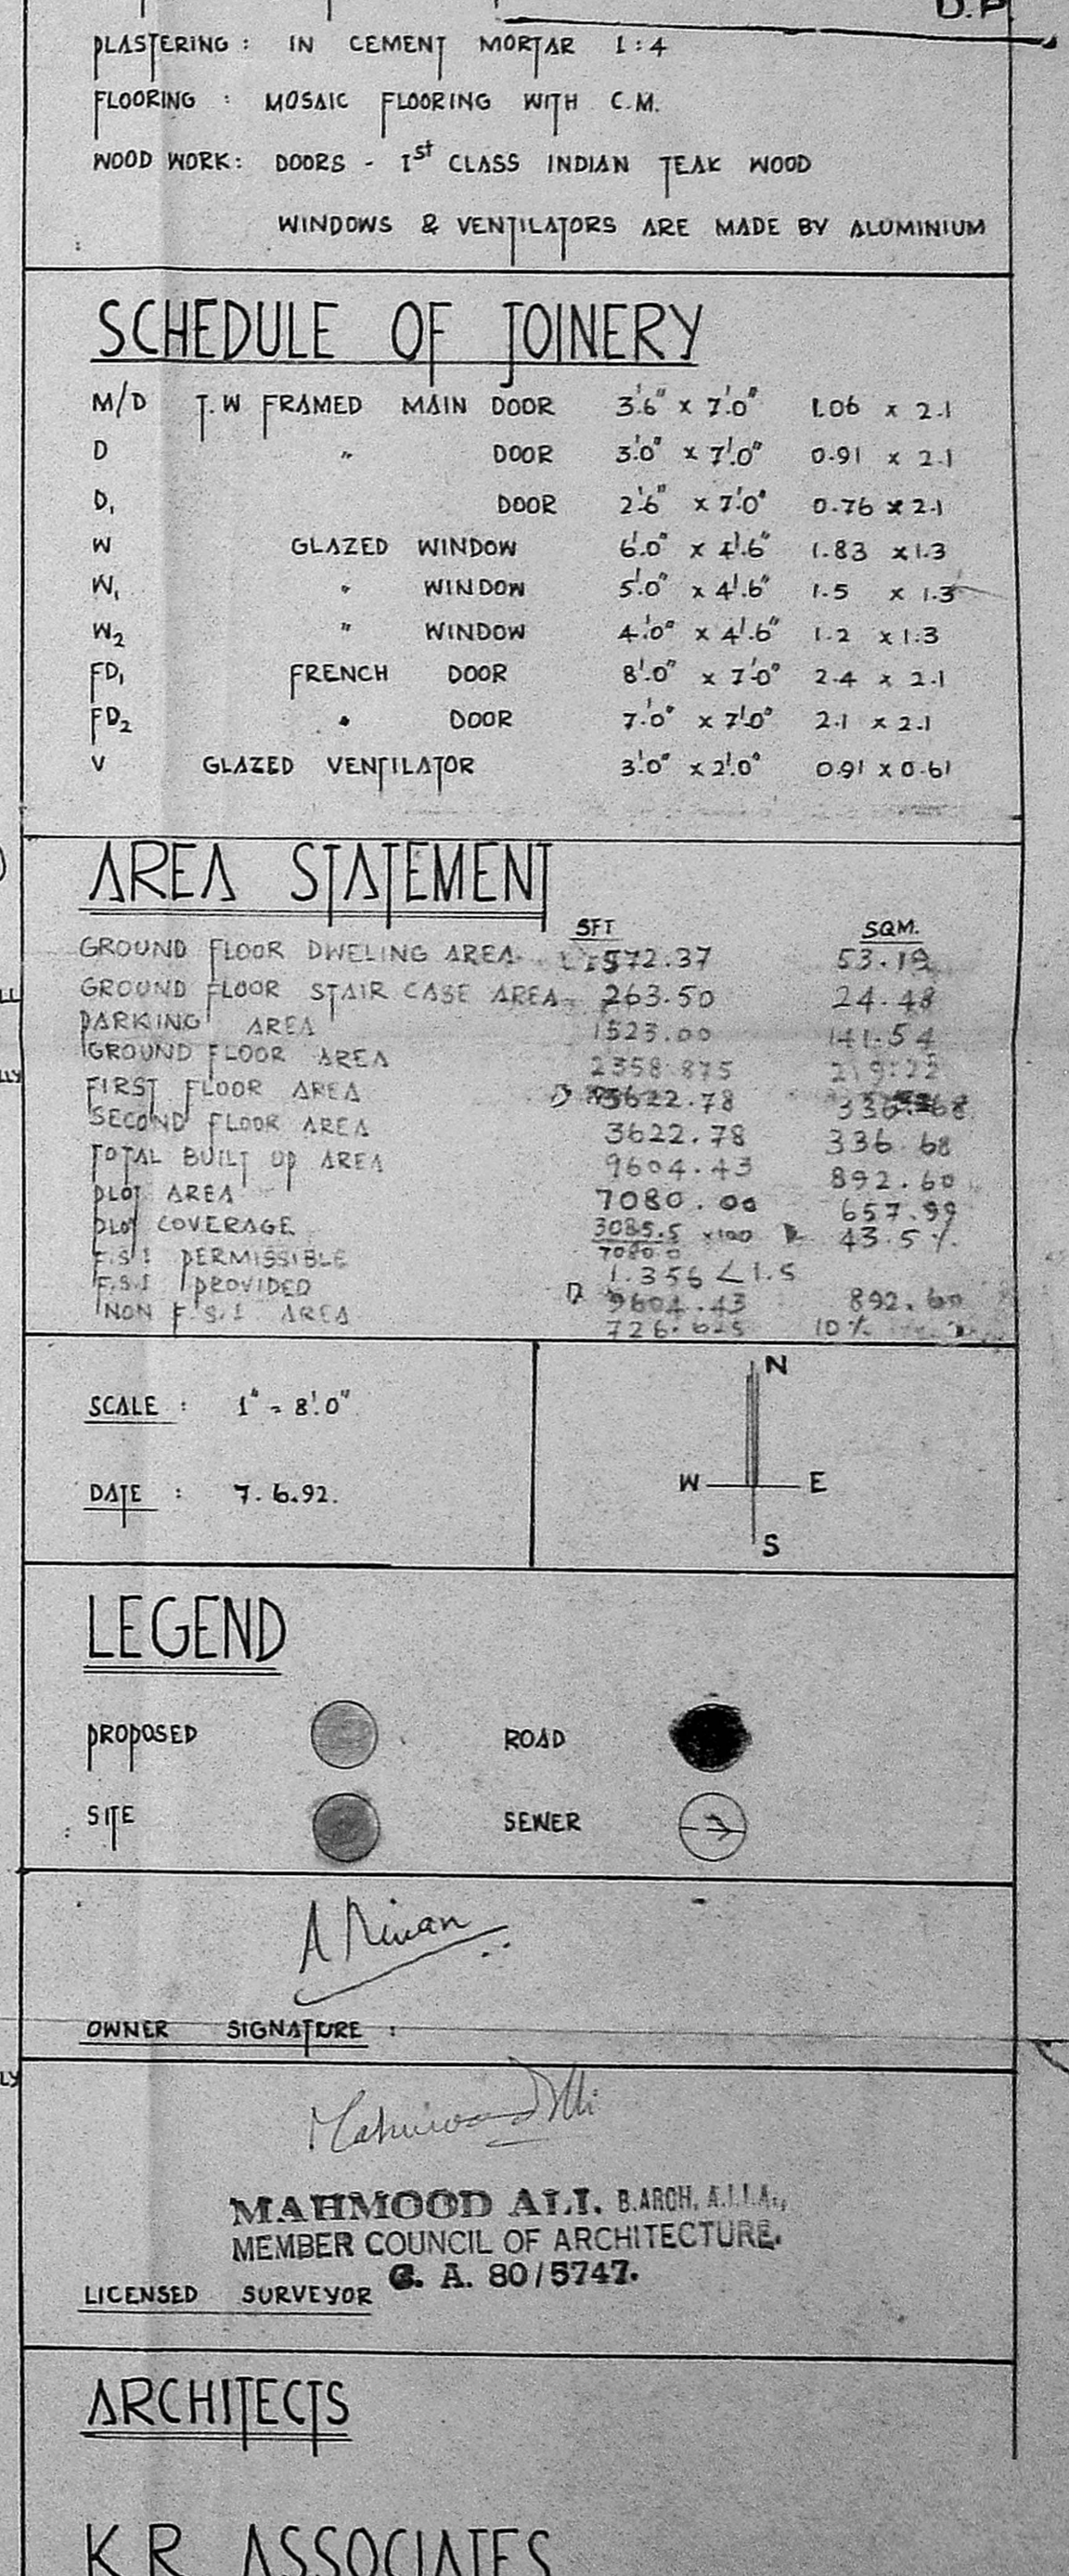 D.P.
PLASTERING : IN CEMENT MORTAR 1:4
FLOORING : MOSAIC FLOORING WITH C.M.
WOOD WORK: DOORS - 1st CLASS INDIAN TEAK WOOD
WINDOWS & VENTILATORS ARE MADE BY ALUMINIUM
SCHEDULE OF JOINERY
M/D T.W FRAMED MAIN DOOR 3'.6" x 7'.0" 1.06 x 2.1
D " DOOR 3'.0" x 7'.0" 0.91 x 2.1
D1 DOOR 2'.6" x 7'.0" 0.76 x 2.1
W GLAZED WINDOW 6'.0" x 4'.6" 1.83 x 1.3
W1 " WINDOW 5'.0" x 4'.6" 1.5 x 1.3
W2 " WINDOW 4'.0" x 4'.6" 1.2 x 1.3
FD1 FRENCH DOOR 8'.0" x 7'.0" 2.4 x 2.1
FD2 " DOOR 7'.0" x 7'.0" 2.1 x 2.1
V GLAZED VENTILATOR 3'.0" x 2'.0" 0.91 x 0.61
AREA STATEMENT
SFT SQM.
GROUND FLOOR DWELING AREA 572.37 53.19
GROUND FLOOR STAIR CASE AREA 263.50 24.48
PARKING AREA 1523.00 141.54
GROUND FLOOR AREA 2358.875 219.22
FIRST FLOOR AREA 3622.78 336.68
SECOND FLOOR AREA 3622.78 336.68
TOTAL BUILT UP AREA 9604.43 892.60
PLOT AREA 7080.00 657.99
PLOT COVERAGE 3085.5 x100 43.5%
7080.0
F.S.I PERMISSIBLE 1.356 < 1.5
F.S.I PROVIDED 9604.43 892.60
NON F.S.I. AREA 10%
SCALE : 1" = 8'.0"
N
W E
S
DATE : 7.6.92.
LEGEND
PROPOSED ROAD
SITE SEWER
OWNER SIGNATURE :
MAHMOOD ALI. B.ARCH, A.I.I.A.,
MEMBER COUNCIL OF ARCHITECTURE.
C. A. 80/5747.
LICENSED SURVEYOR
ARCHITECTS
K.R. ASSOCIATES